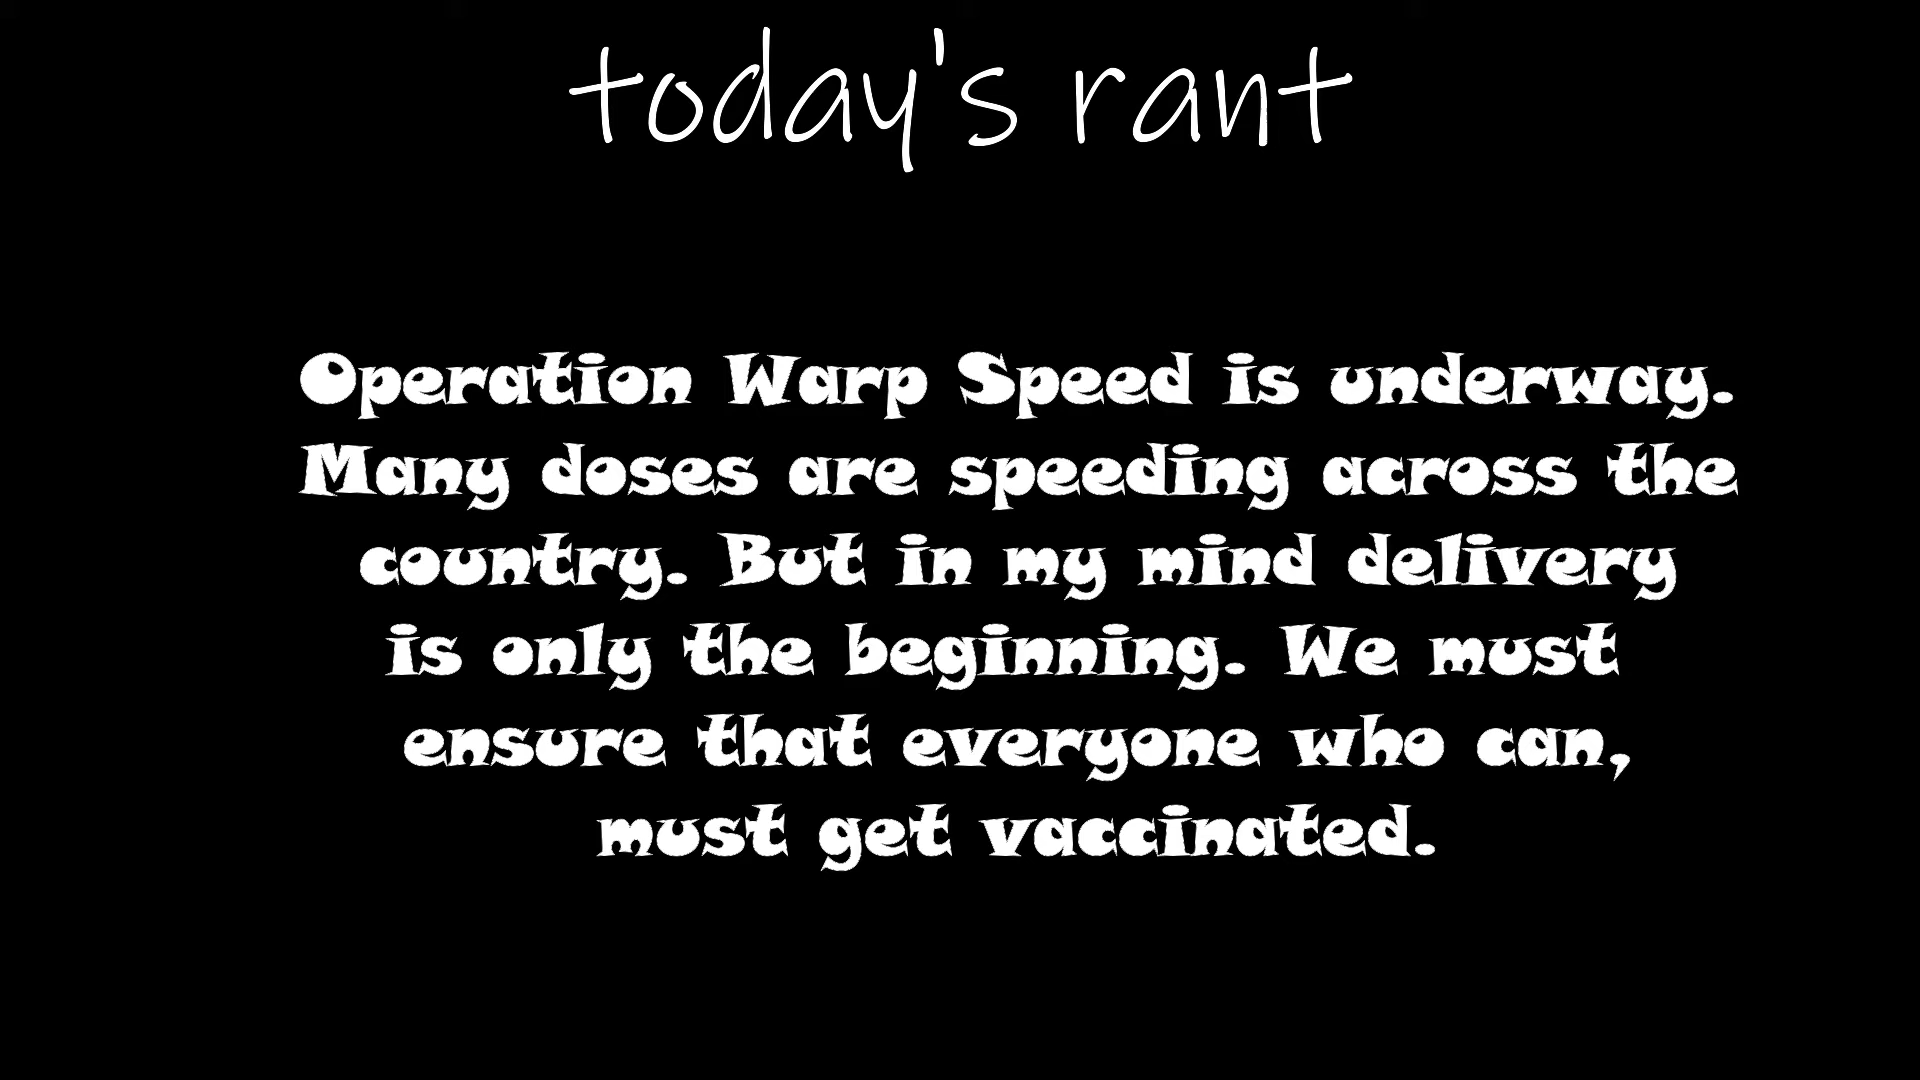 today's rant
Operation Warp Speed is underway.
Many doses are speeding across the
country. But in my mind delivery
is only the beginning. We must
ensure that everyone who can,
must get vaccinated.